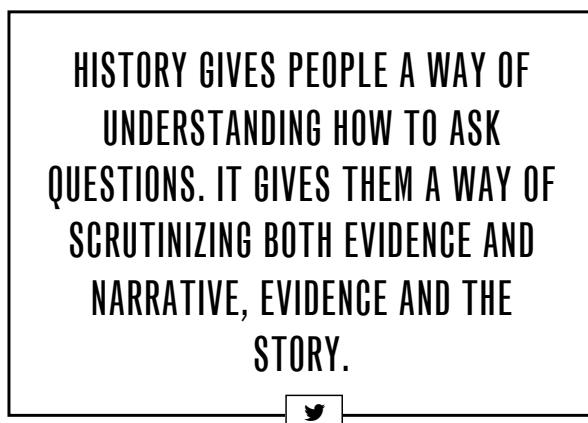 HISTORY GIVES PEOPLE A WAY OF
UNDERSTANDING HOW TO ASK
QUESTIONS. IT GIVES THEM A WAY OF
SCRUTINIZING BOTH EVIDENCE AND
NARRATIVE, EVIDENCE AND THE
STORY.